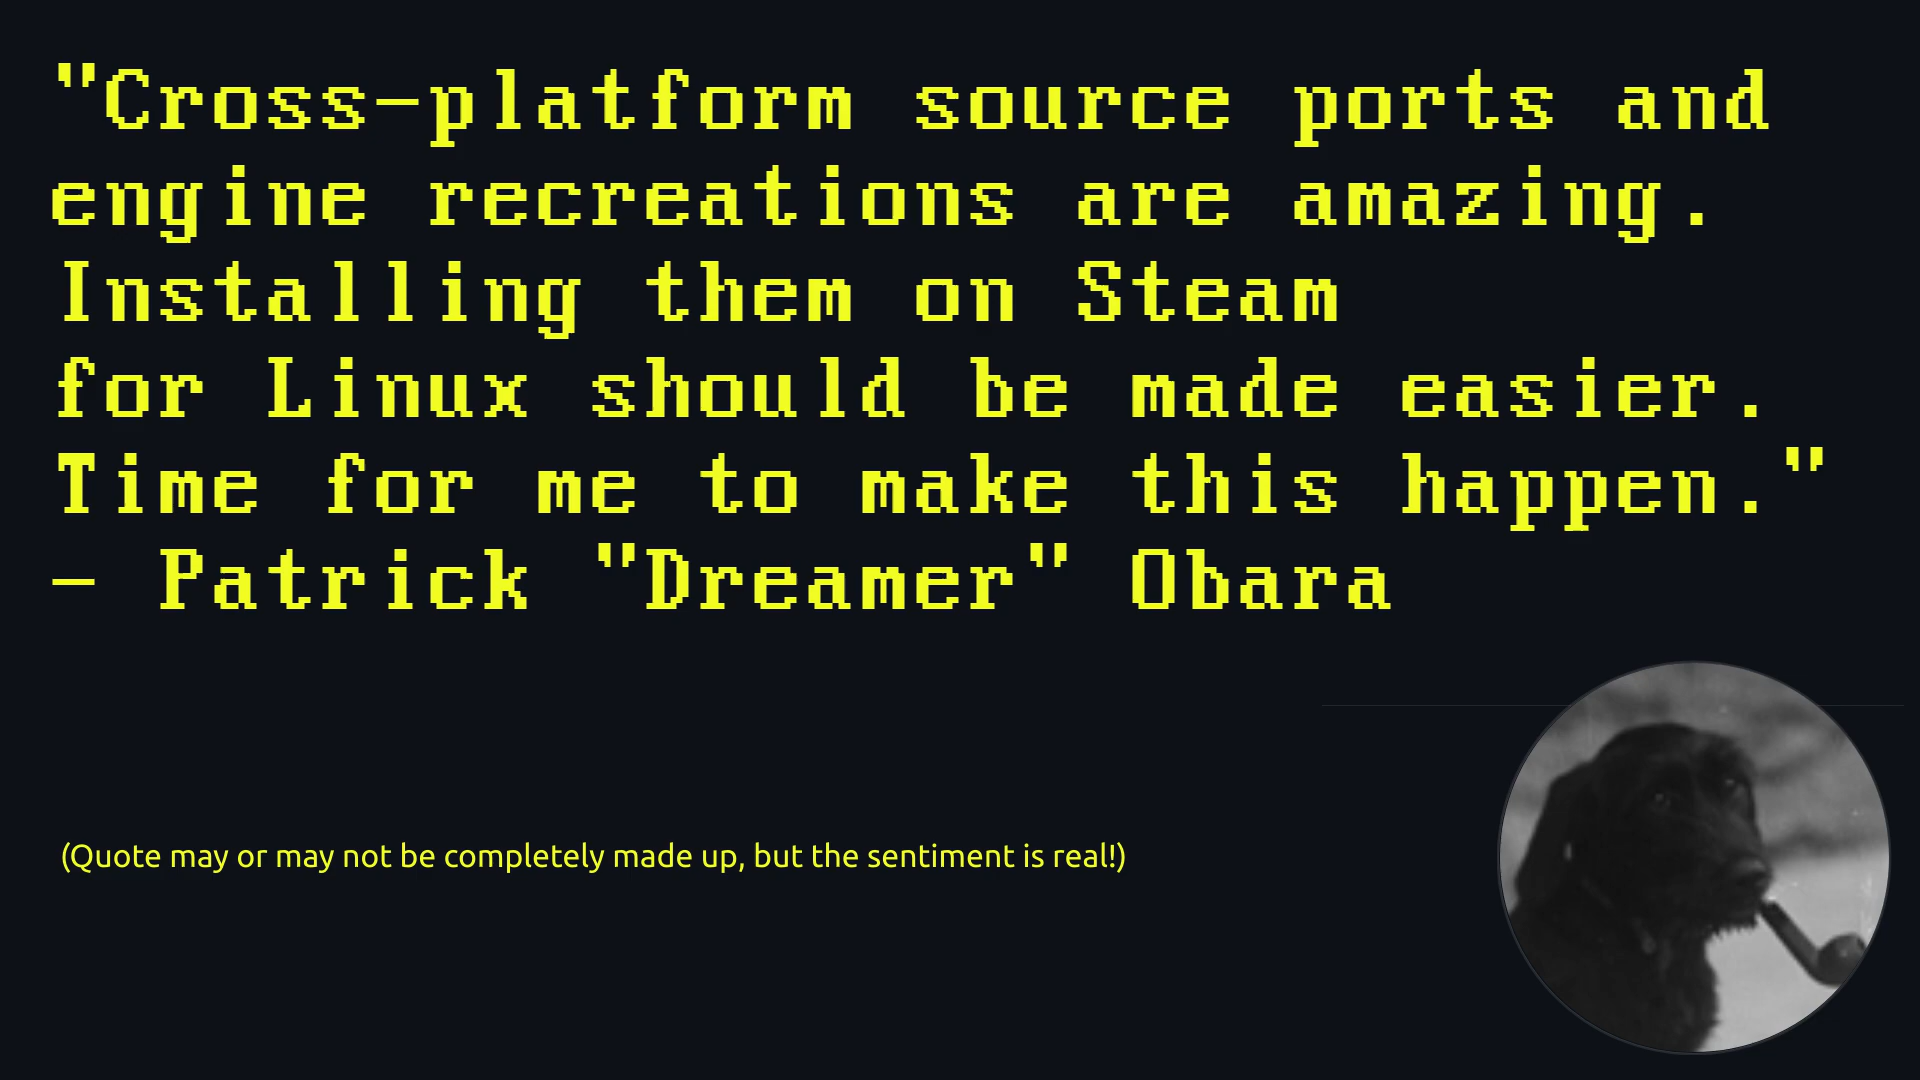 "Cross-platform source ports and
engine recreations are amazing.
Installing them on Steam
for Linux should be made easier.
Time for me to make this happen."
- Patrick "Dreamer" Obara
(Quote may or may not be completely made up, but the sentiment is real!)